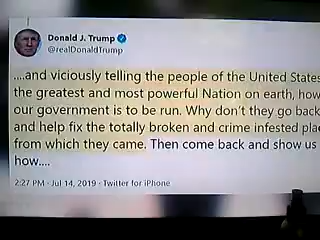 Donald J. Trump
@realDonaldTrump
....and viciously telling the people of the United States
the greatest and most powerful Nation on earth, how
our government is to be run. Why don't they go back
and help fix the totally broken and crime infested
from which they came. Then come back and show us
how....
2:27 PM - Jul 14, 2019 - Twitter for iPhone